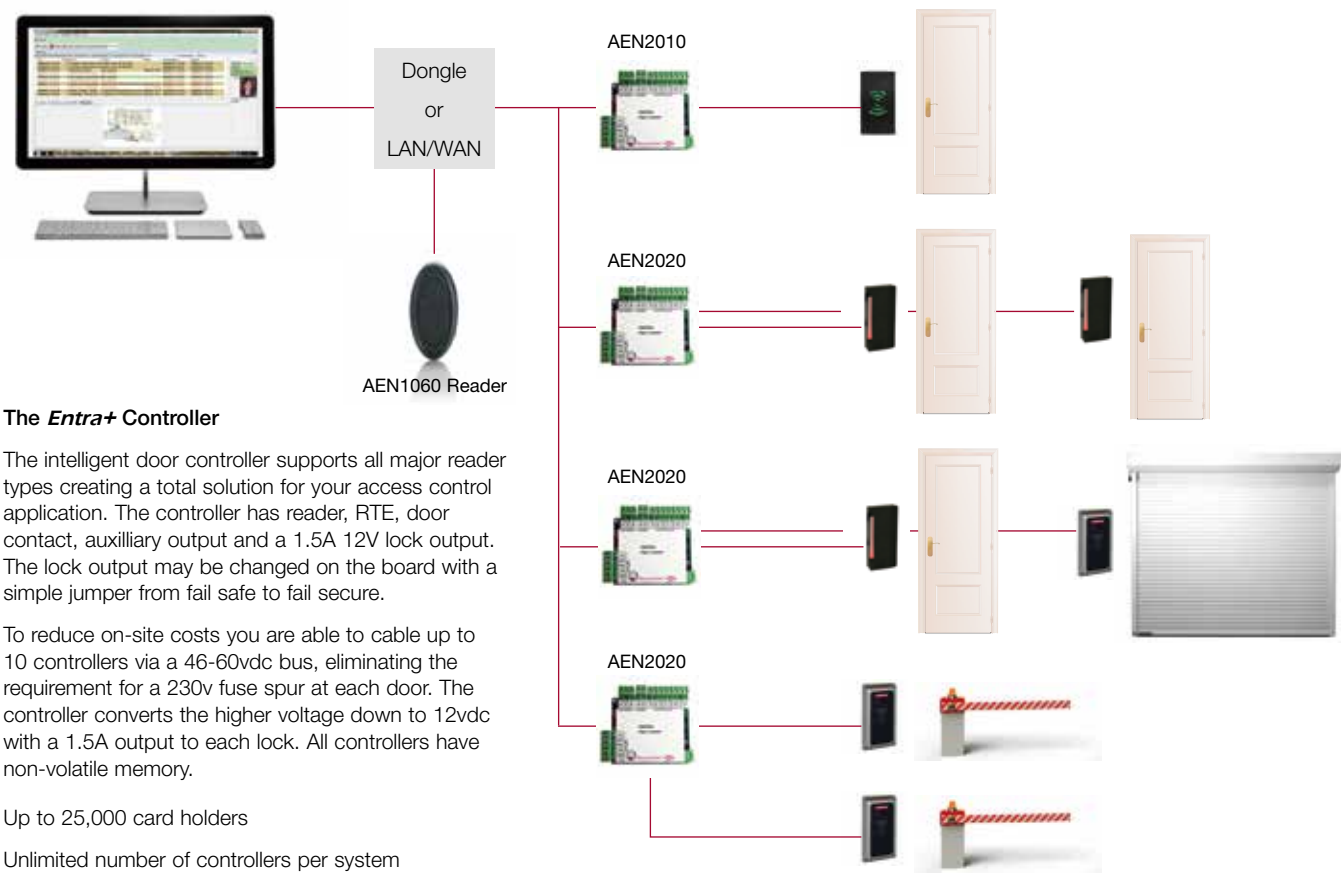 AEN2010
Dongle
or
LAN/WAN
AEN2020
AEN1060 Reader
The Entra+ Controller
The intelligent door controller supports all major reader
types creating a total solution for your access control
application. The controller has reader, RTE, door
contact, auxilliary output and a 1.5A 12V lock output.
The lock output may be changed on the board with a
simple jumper from fail safe to fail secure.
To reduce on-site costs you are able to cable up to
10 controllers via a 46-60vdc bus, eliminating the
requirement for a 230v fuse spur at each door. The
controller converts the higher voltage down to 12vdc
with a 1.5A output to each lock. All controllers have
non-volatile memory.
Up to 25,000 card holders
Unlimited number of controllers per system
AEN2020
AEN2020